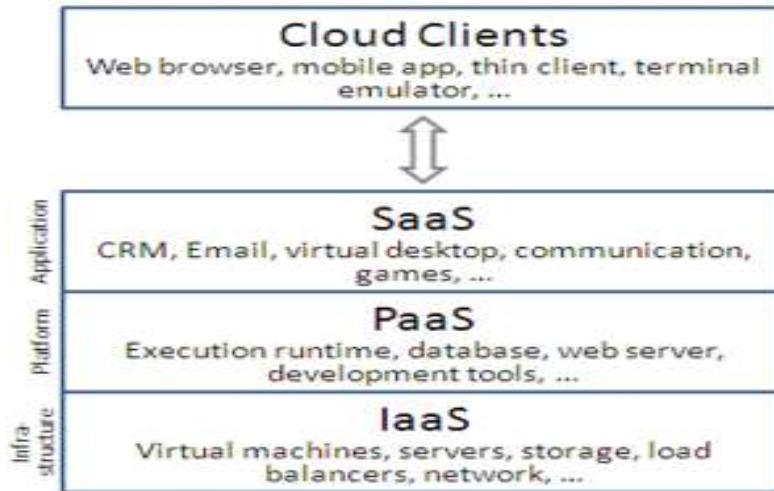 Cloud Clients
Web browser, mobile app, thin client, terminal
emulator, ...
Application
SaaS
CRM, Email, virtual desktop, communication,
games, ...
Platform
PaaS
Execution runtime, database, web server,
development tools, ...
Infra-
structure
IaaS
Virtual machines, servers, storage, load
balancers, network, ...